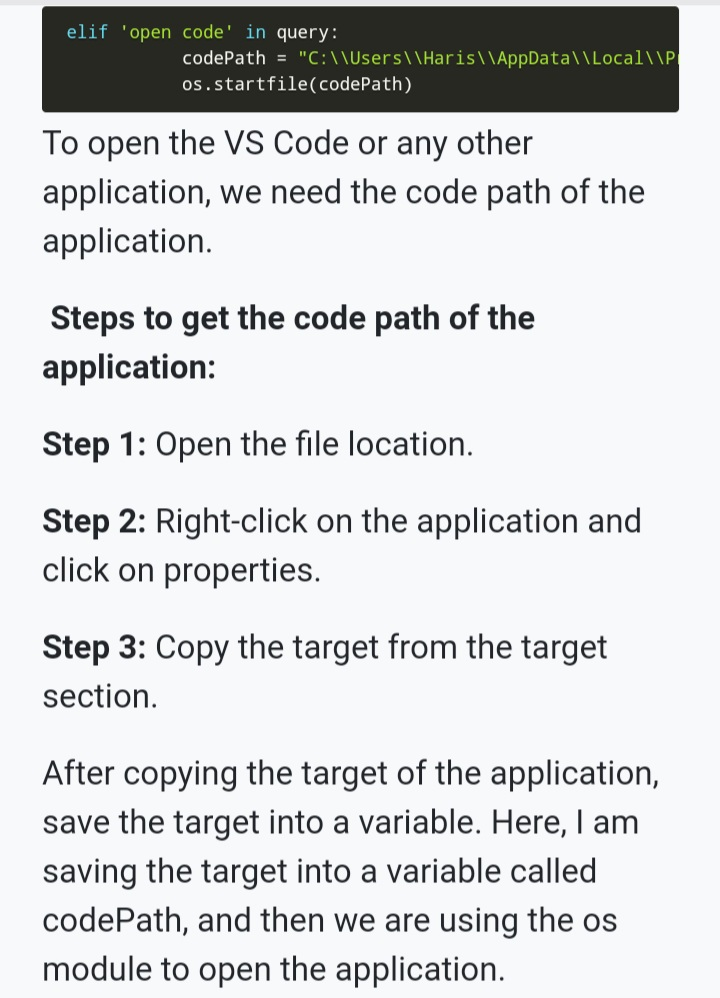 elif 'open code' in query:
codePath = "C:\\Users\\Haris\\AppData\\Local\\P
os.startfile(codePath)
To open the VS Code or any other
application, we need the code path of the
application.
Steps to get the code path of the
application:
Step 1: Open the file location.
Step 2: Right-click on the application and
click on properties.
Step 3: Copy the target from the target
section.
After copying the target of the application,
save the target into a variable. Here, I am
saving the target into a variable called
codePath, and then we are using the os
module to open the application.